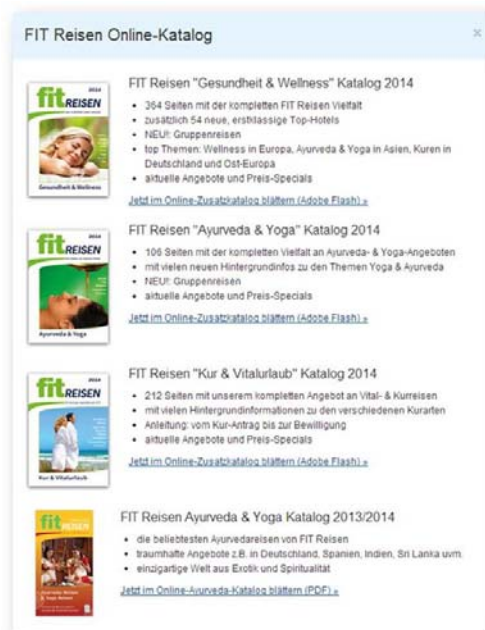 FIT Reisen Online-Katalog
×
FIT Reisen "Gesundheit & Wellness" Katalog 2014
• 364 Seiten mit der kompletten FIT Reisen Vielfalt
• zusätzlich 54 neue, erstklassige Top-Hotels
• NEU!: Gruppenreisen
• top Themen: Wellness in Europa, Ayurveda & Yoga in Asien, Kuren in
Deutschland und Ost-Europa
• aktuelle Angebote und Preis-Specials
Jetzt im Online-Zusatzkatalog blättern (Adobe Flash) »
2014
fit REISEN
Gesundheit & Wellness
FIT Reisen "Ayurveda & Yoga" Katalog 2014
• 106 Seiten mit der kompletten Vielfalt an Ayurveda- & Yoga-Angeboten
• mit vielen neuen Hintergrundinfos zu den Themen Yoga & Ayurveda
• NEU!: Gruppenreisen
• aktuelle Angebote und Preis-Specials
Jetzt im Online-Zusatzkatalog blättern (Adobe Flash) »
2014
fit REISEN
Ayurveda & Yoga
FIT Reisen "Kur & Vitalurlaub" Katalog 2014
• 212 Seiten mit unserem kompletten Angebot an Vital- & Kurreisen
• mit vielen Hintergrundinformationen zu den verschiedenen Kurarten
• Anleitung: vom Kur-Antrag bis zur Bewilligung
• aktuelle Angebote und Preis-Specials
Jetzt im Online-Zusatzkatalog blättern (Adobe Flash) »
2014
fit REISEN
Kur & Vitalurlaub
FIT Reisen Ayurveda & Yoga Katalog 2013/2014
• die beliebtesten Ayurvedareisen von FIT Reisen
• traumhafte Angebote z.B. in Deutschland, Spanien, Indien, Sri Lanka uvm.
• einzigartige Welt aus Exotik und Spiritualität
Jetzt im Online-Ayurveda-Katalog blättern (PDF) »
fit REISEN
Ayurveda Reisen
& Yoga Reisen